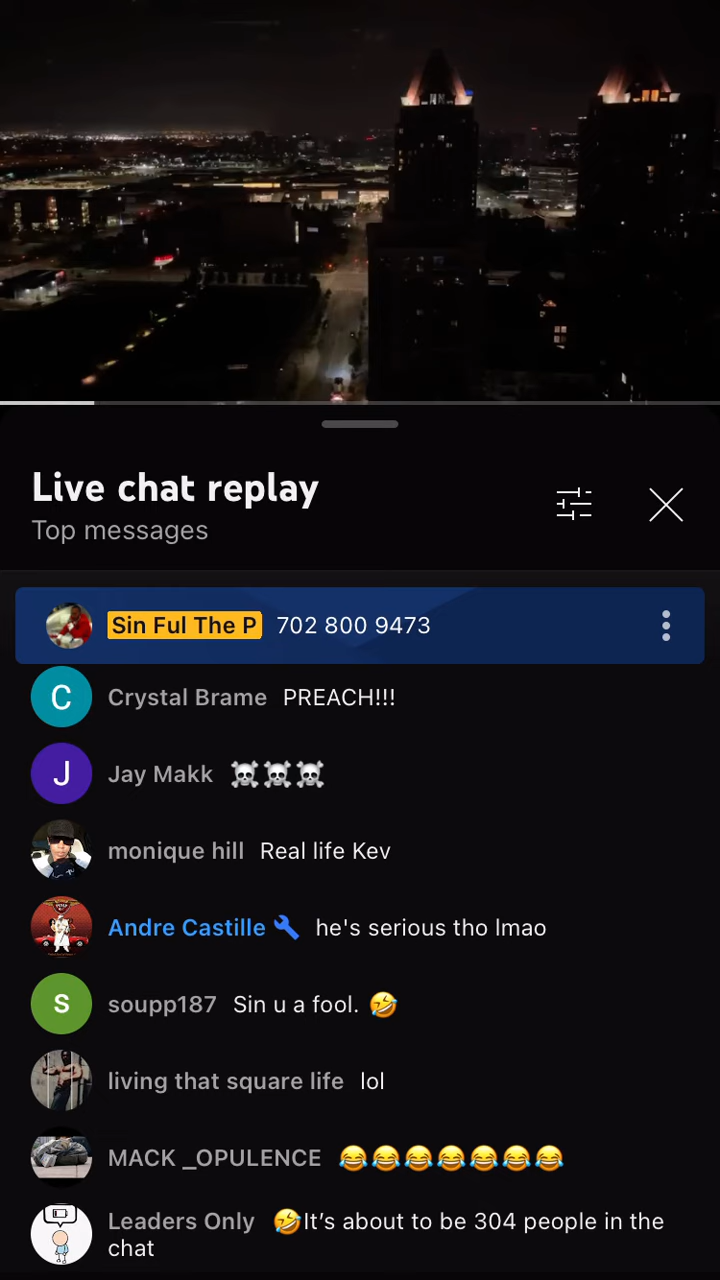 Live chat replay
Top messages
Sin Ful The P 702 800 9473
C Crystal Brame PREACH!!!
J Jay Makk ☠️☠️☠️
monique hill Real life Kev
Andre Castille 🔧 he's serious tho lmao
S soupp187 Sin u a fool. 🤣
living that square life lol
MACK _OPULENCE 😂😂😂😂😂😂😂
Leaders Only 🤣It’s about to be 304 people in the
chat